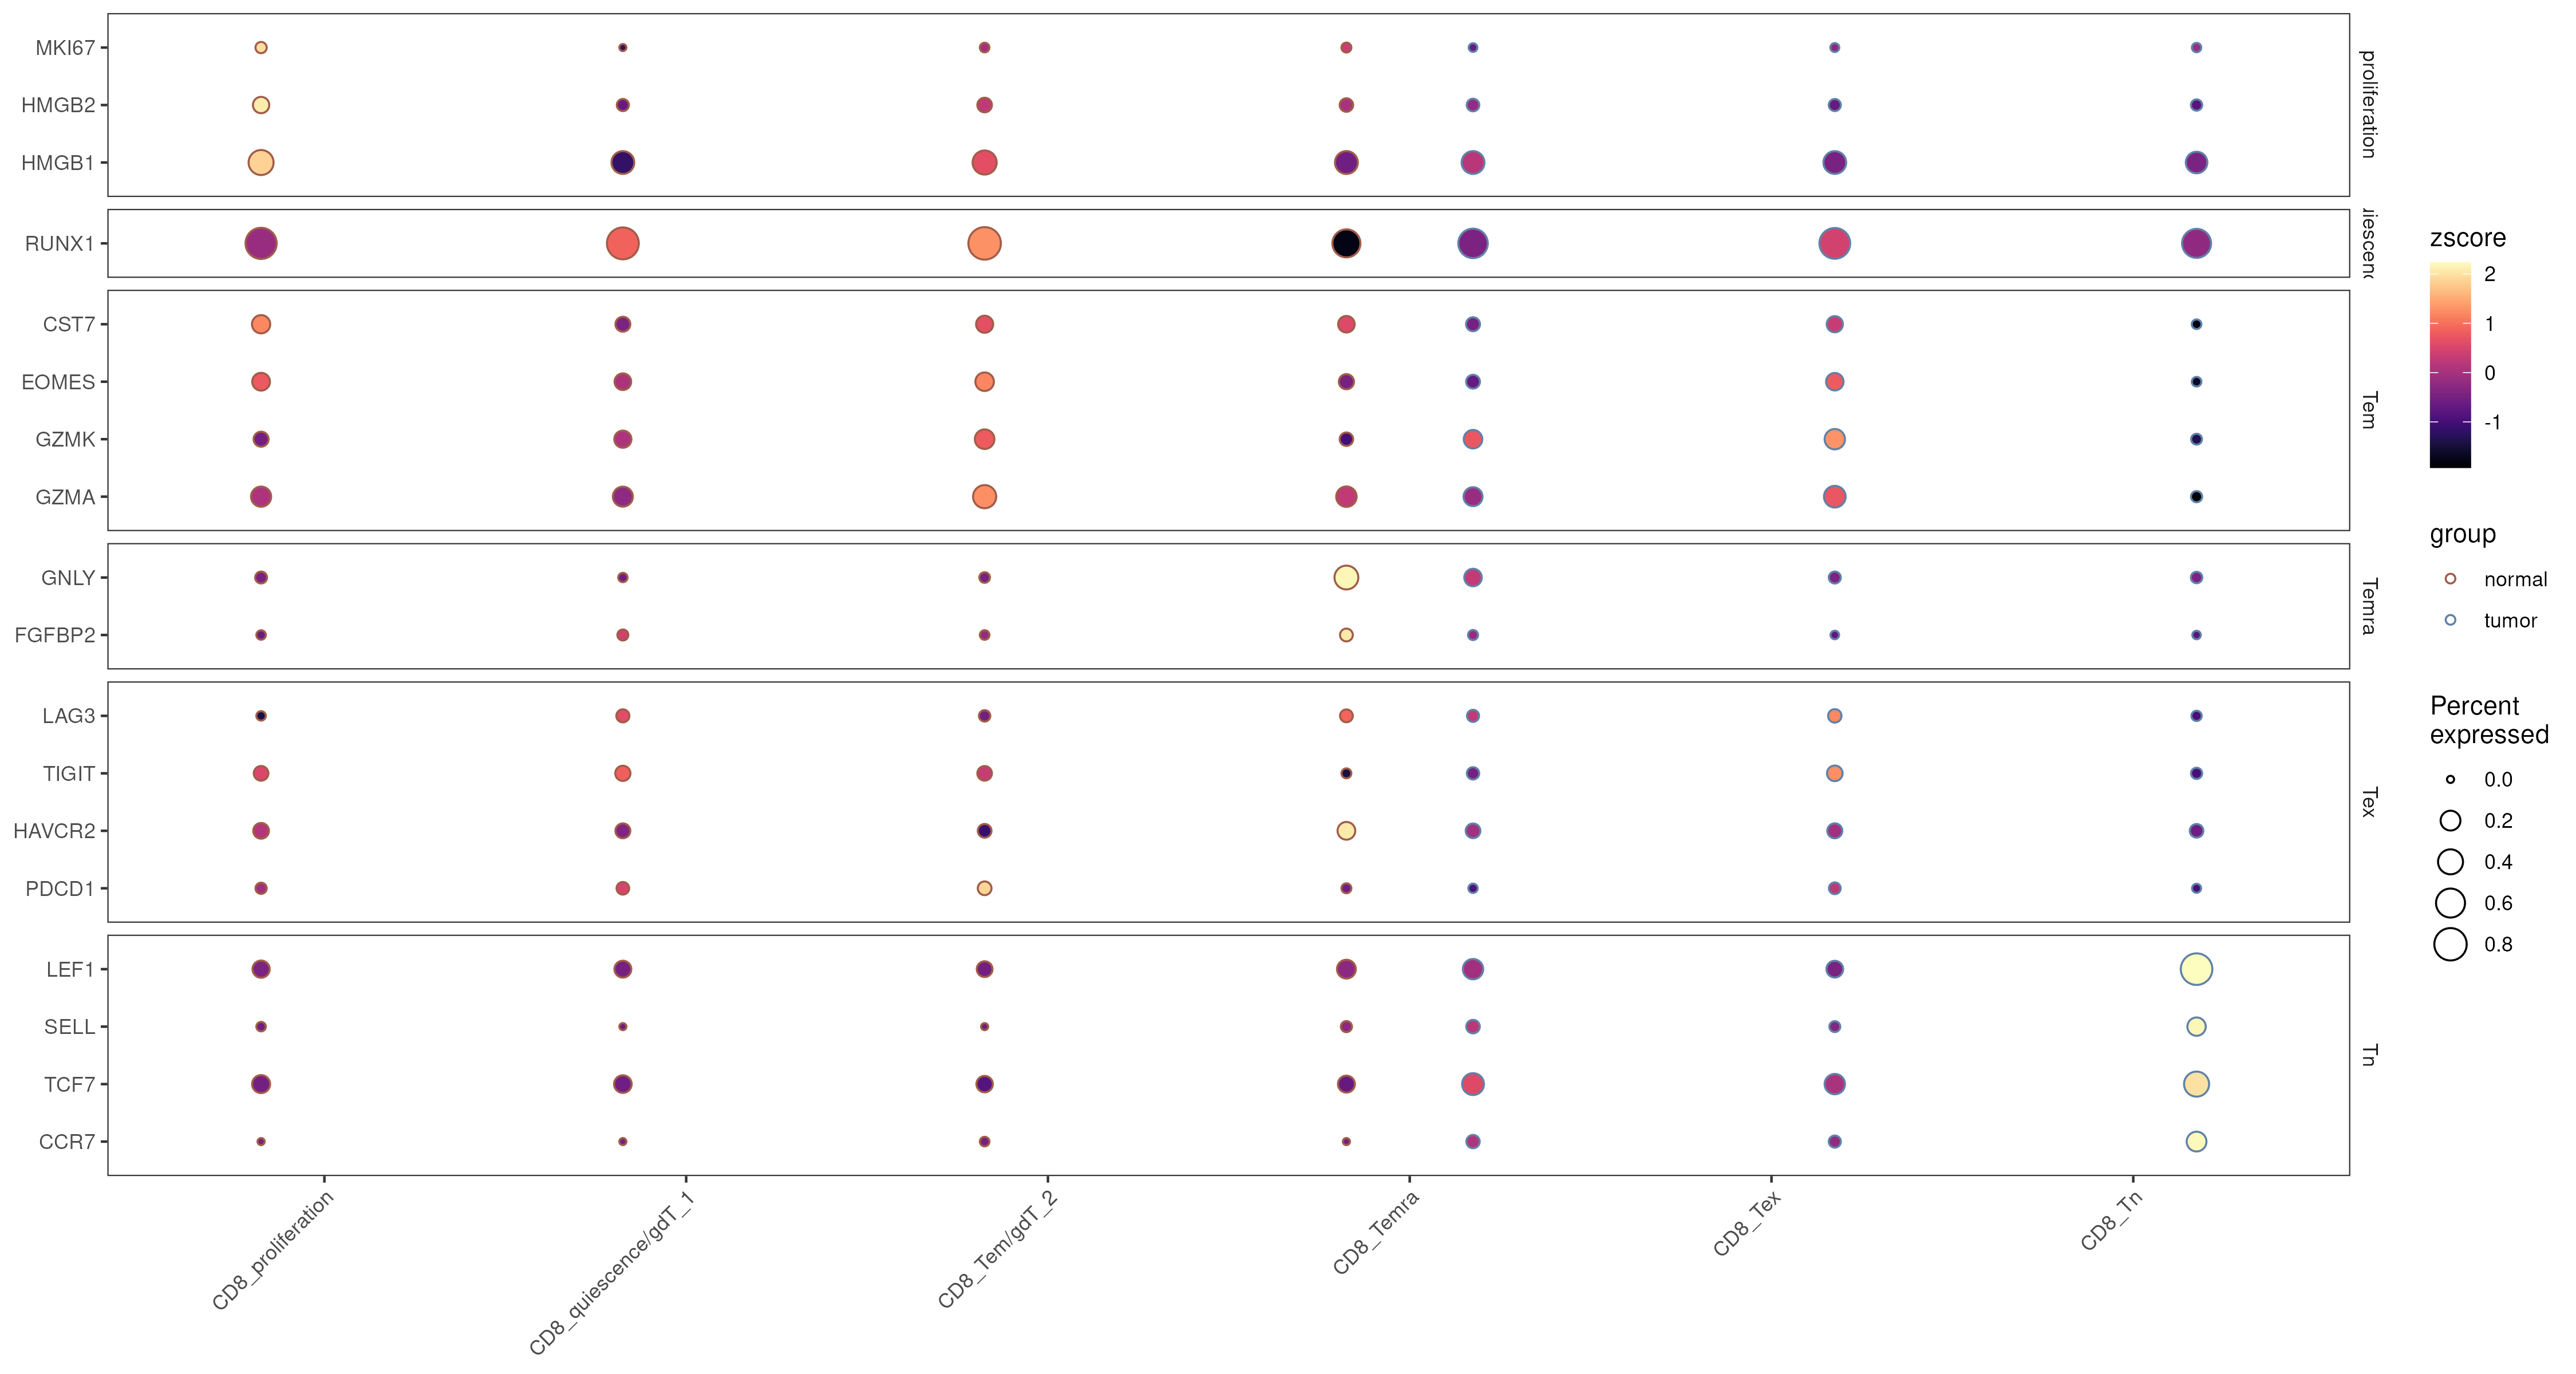 MKI67
HMGB2
HMGB1
proliferation
RUNX1
CST7
EOMES
GZMK
GZMA
Tem
GNLY
FGFBP2
Temra
LAG3
TIGIT
HAVCR2
PDCD1
Tex
LEF1
SELL
TCF7
CCR7
Tn
CD8_proliferation
CD8_quiescence/gdT_1
CD8_Tem/gdT_2
CD8_Temra
CD8_Tex
CD8_Tn
zscore
2
1
0
-1
group
normal
tumor
Percent
expressed
0.0
0.2
0.4
0.6
0.8